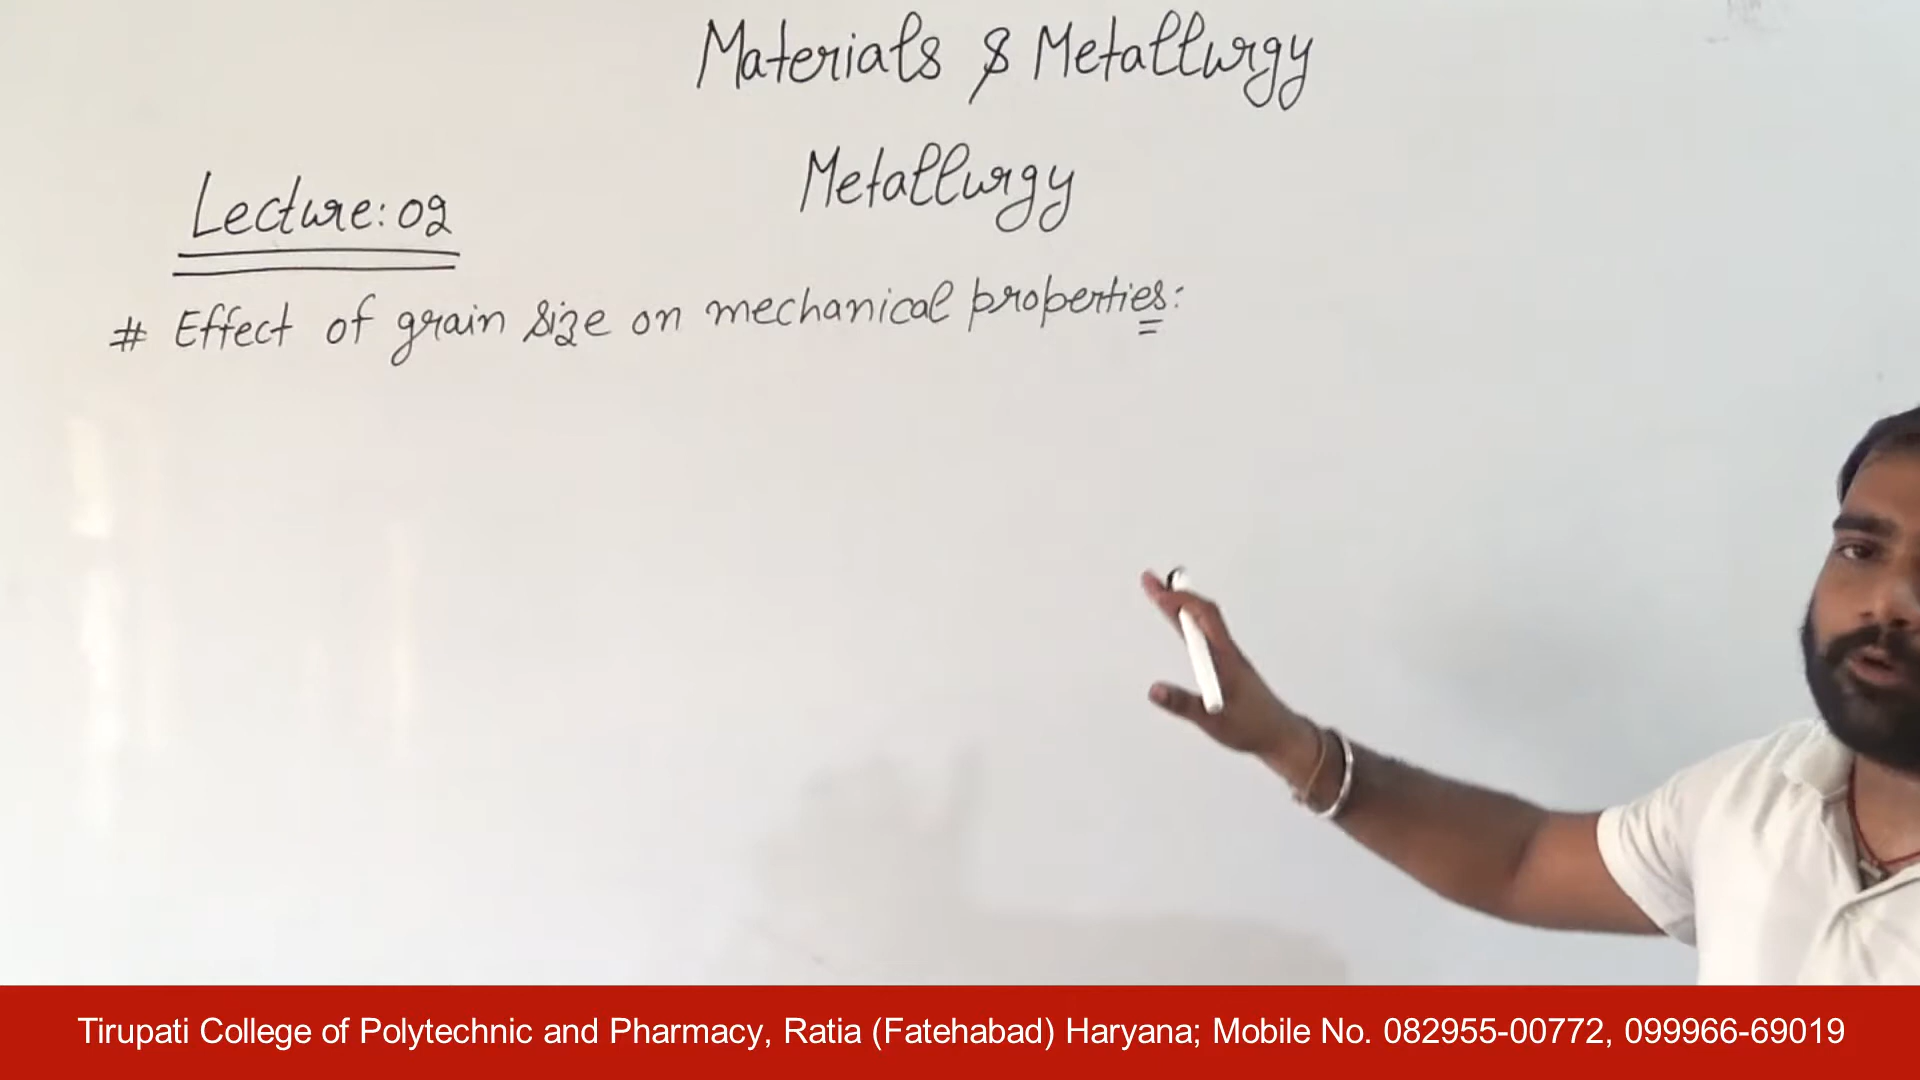 Materials & Metallurgy
Metallurgy
Lecture: 02
# Effect of grain size on mechanical properties:
Tirupati College of Polytechnic and Pharmacy, Ratia (Fatehabad) Haryana; Mobile No. 082955-00772, 099966-69019